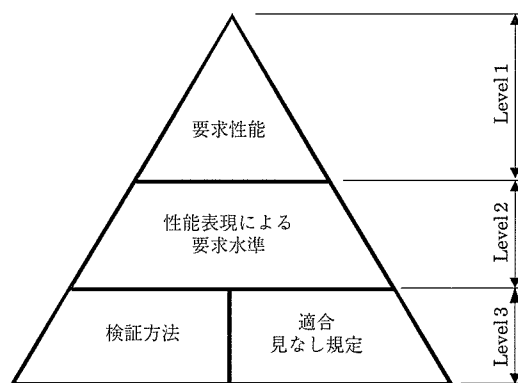 要求性能
性能表現による
要求水準
検証方法
適合
見なし規定
Level 1
Level 2
Level 3